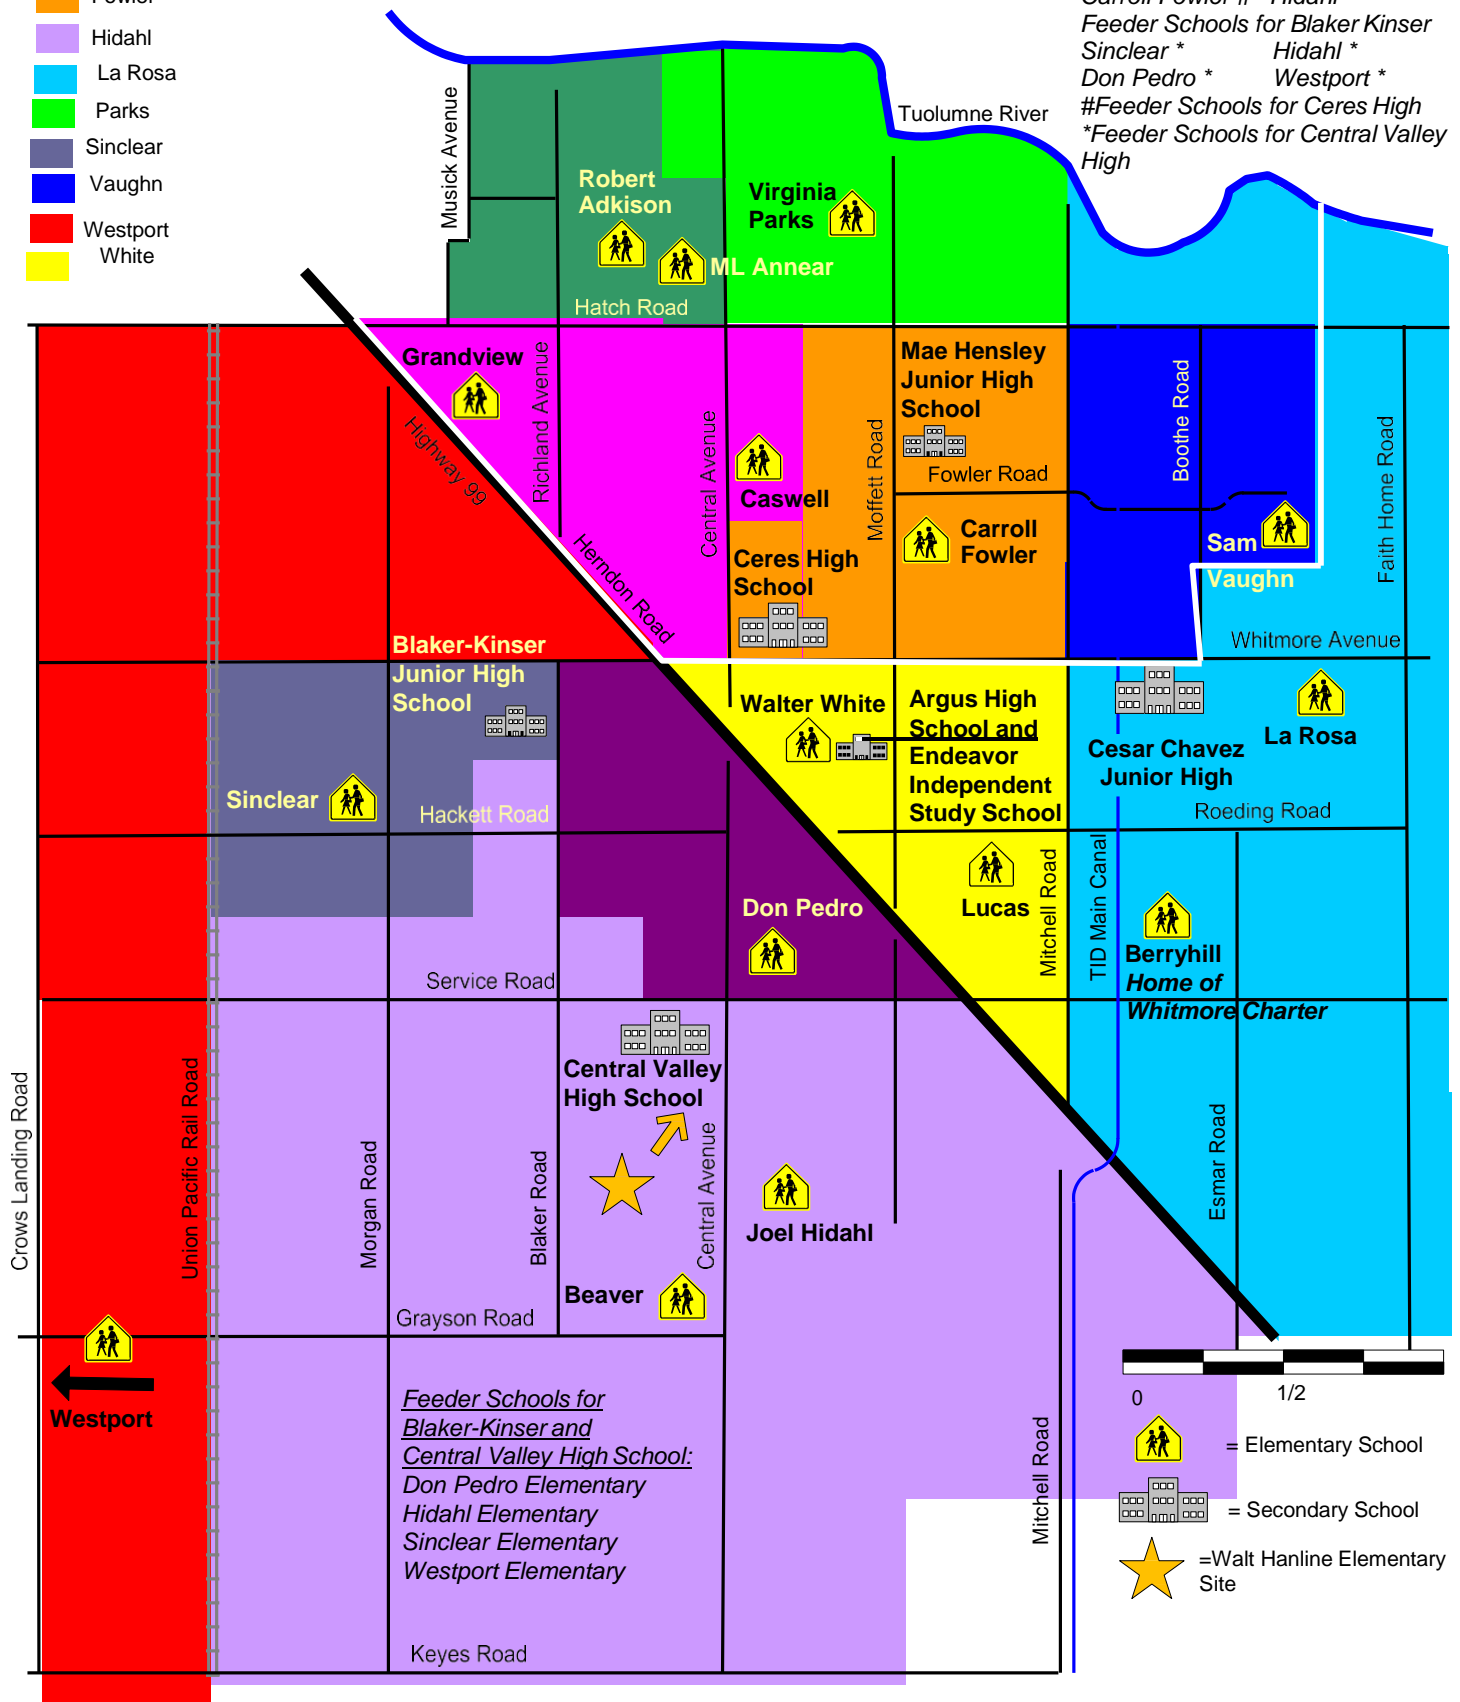 Fowler
Hidahl
La Rosa
Parks
Sinclear
Vaughn
Westport
White
Carroll Fowler # Hidahl
Feeder Schools for Blaker Kinser
Sinclear * Hidahl *
Don Pedro * Westport *
#Feeder Schools for Ceres High
*Feeder Schools for Central Valley
High
Tuolumne River
Musick Avenue
Robert
Adkison
Virginia
Parks
ML Annear
Hatch Road
Grandview
Highway 99
Richland Avenue
Herndon Road
Central Avenue
Caswell
Ceres High
School
Moffett Road
Mae Hensley
Junior High
School
Fowler Road
Carroll
Fowler
Boothe Road
Sam
Vaughn
Faith Home Road
Whitmore Avenue
Blaker-Kinser
Junior High
School
Sinclear
Hackett Road
Walter White
Argus High
School and
Endeavor
Independent
Study School
Cesar Chavez
Junior High
La Rosa
Roeding Road
Don Pedro
Lucas
Mitchell Road
TID Main Canal
Berryhill
Home of
Whitmore Charter
Service Road
Central Valley
High School
Crows Landing Road
Union Pacific Rail Road
Morgan Road
Blaker Road
Central Avenue
Joel Hidahl
Beaver
Esmar Road
Grayson Road
Westport
Feeder Schools for
Blaker-Kinser and
Central Valley High School:
Don Pedro Elementary
Hidahl Elementary
Sinclear Elementary
Westport Elementary
Mitchell Road
0 1/2
= Elementary School
= Secondary School
=Walt Hanline Elementary
Site
Keyes Road